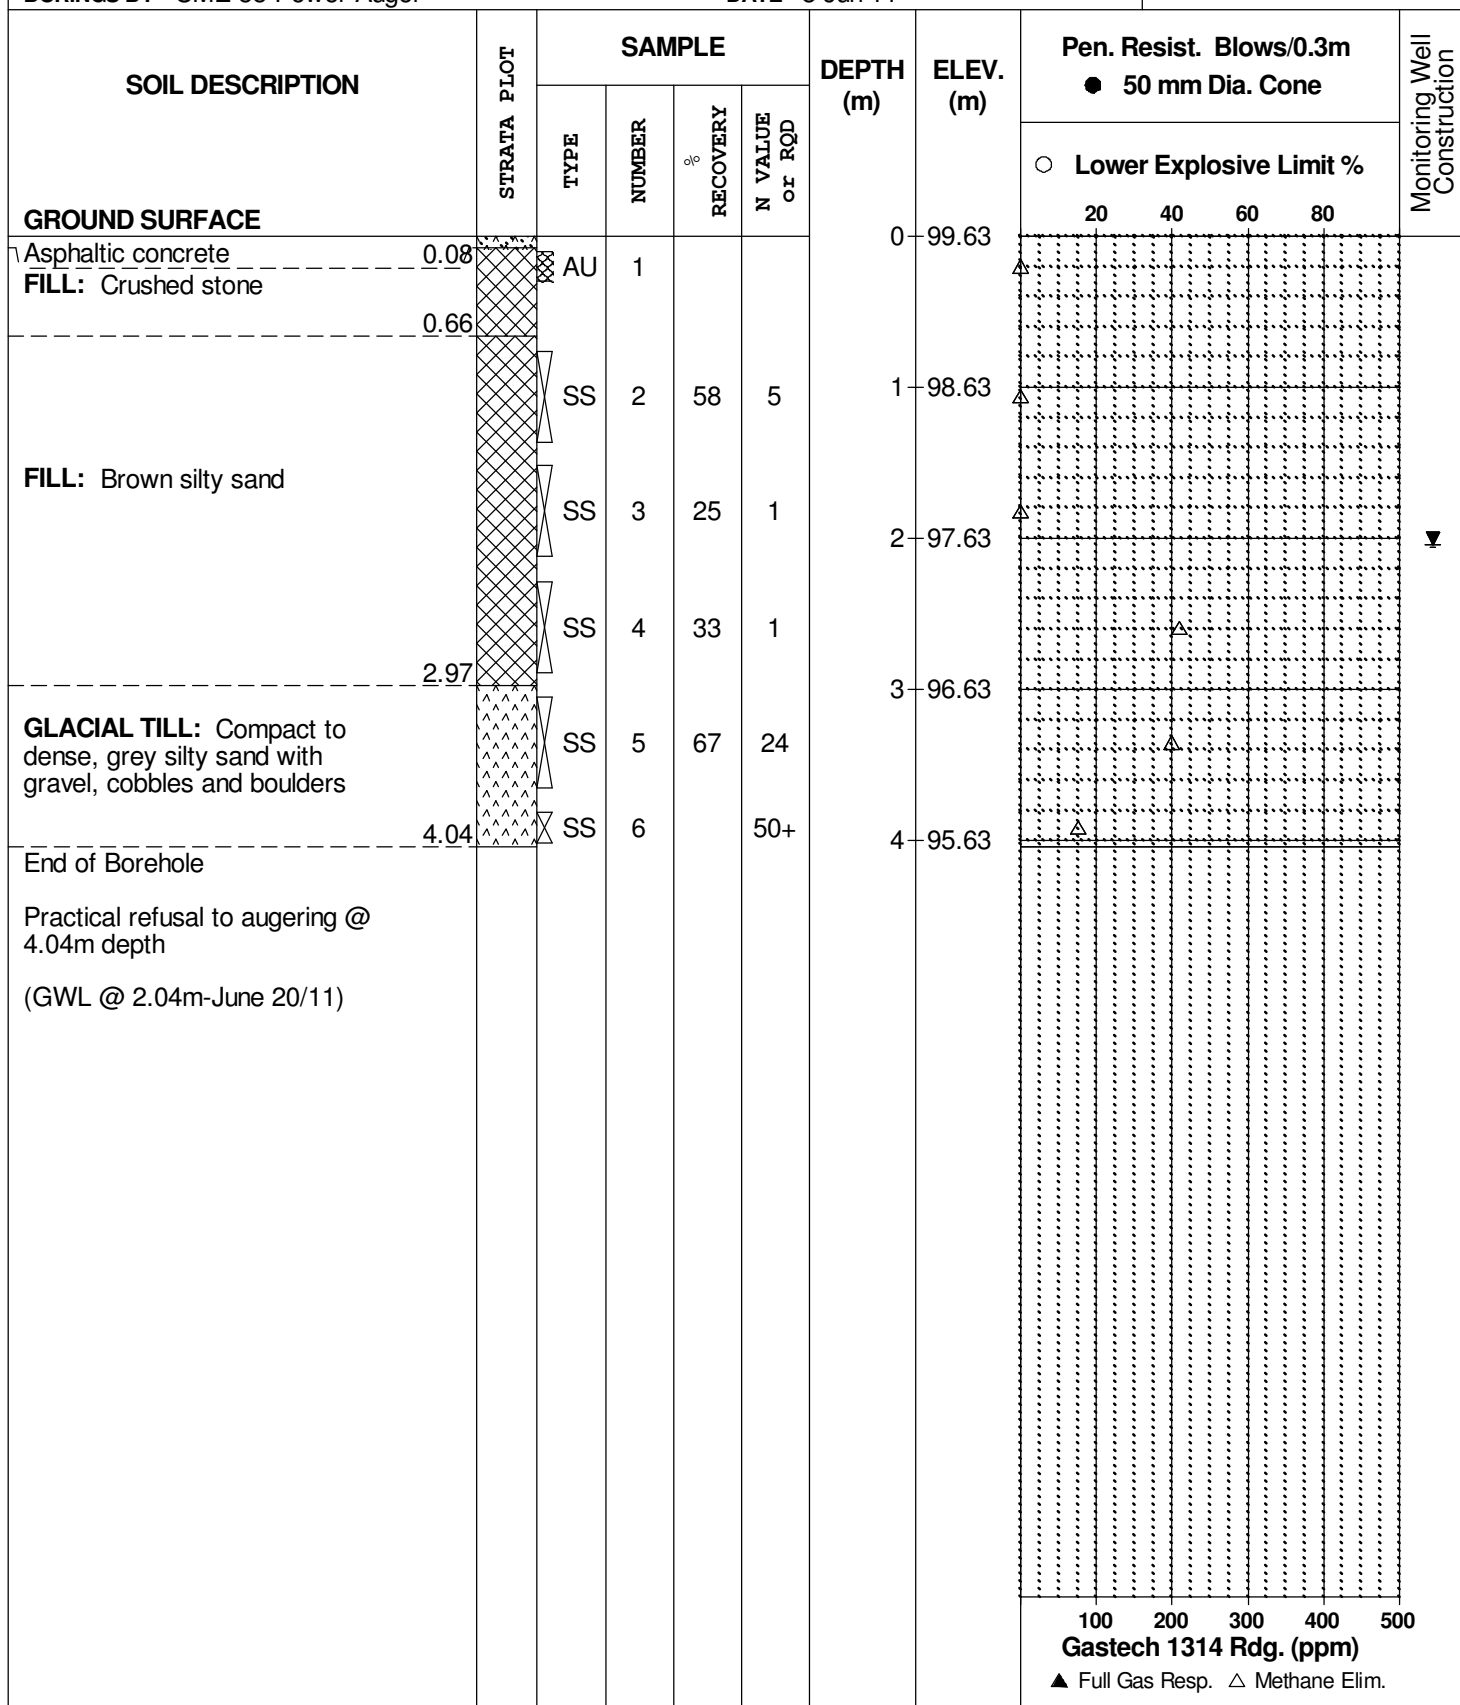 SOIL DESCRIPTION
STRATA PLOT
SAMPLE
TYPE
NUMBER
% RECOVERY
N VALUE or RQD
DEPTH (m)
ELEV. (m)
Pen. Resist. Blows/0.3m
● 50 mm Dia. Cone
○ Lower Explosive Limit %
20 40 60 80
Monitoring Well Construction
GROUND SURFACE
0 99.63
Asphaltic concrete 0.08
AU 1
FILL: Crushed stone
0.66
SS 2 58 5
1 98.63
FILL: Brown silty sand
SS 3 25 1
2 97.63
SS 4 33 1
2.97
3 96.63
GLACIAL TILL: Compact to
dense, grey silty sand with
gravel, cobbles and boulders
SS 5 67 24
SS 6 50+
4.04
4 95.63
End of Borehole
Practical refusal to augering @
4.04m depth
(GWL @ 2.04m-June 20/11)
100 200 300 400 500
Gastech 1314 Rdg. (ppm)
▲ Full Gas Resp. △ Methane Elim.